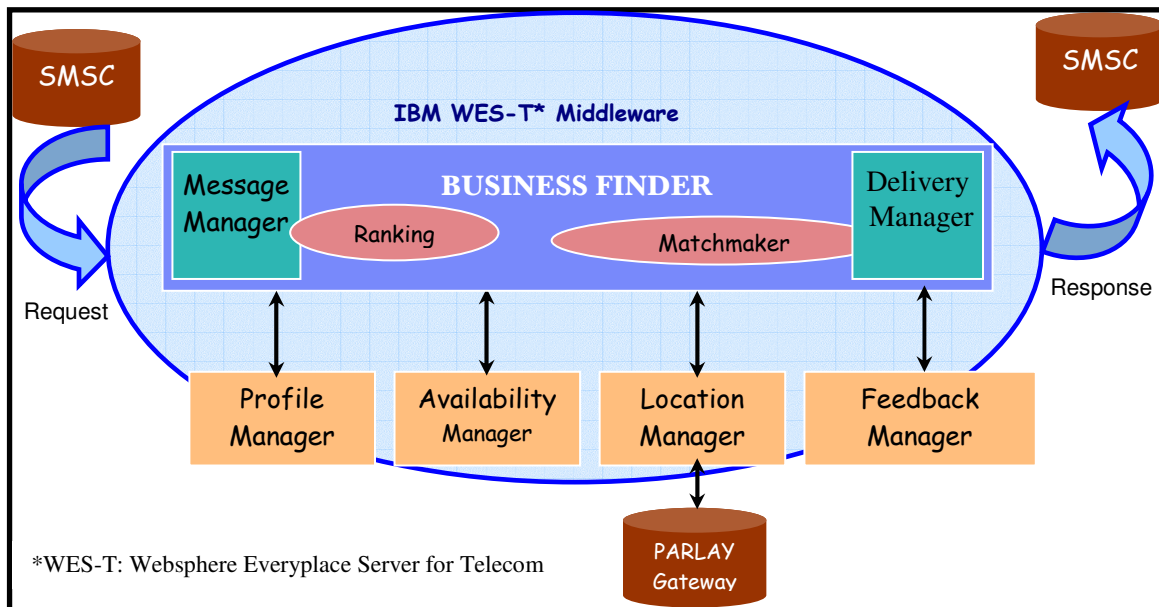 SMSC
SMSC
IBM WES-T* Middleware
Message
Manager
BUSINESS FINDER
Delivery
Manager
Ranking
Matchmaker
Request
Response
Profile
Manager
Availability
Manager
Location
Manager
Feedback
Manager
PARLAY
Gateway
*WES-T: Websphere Everyplace Server for Telecom